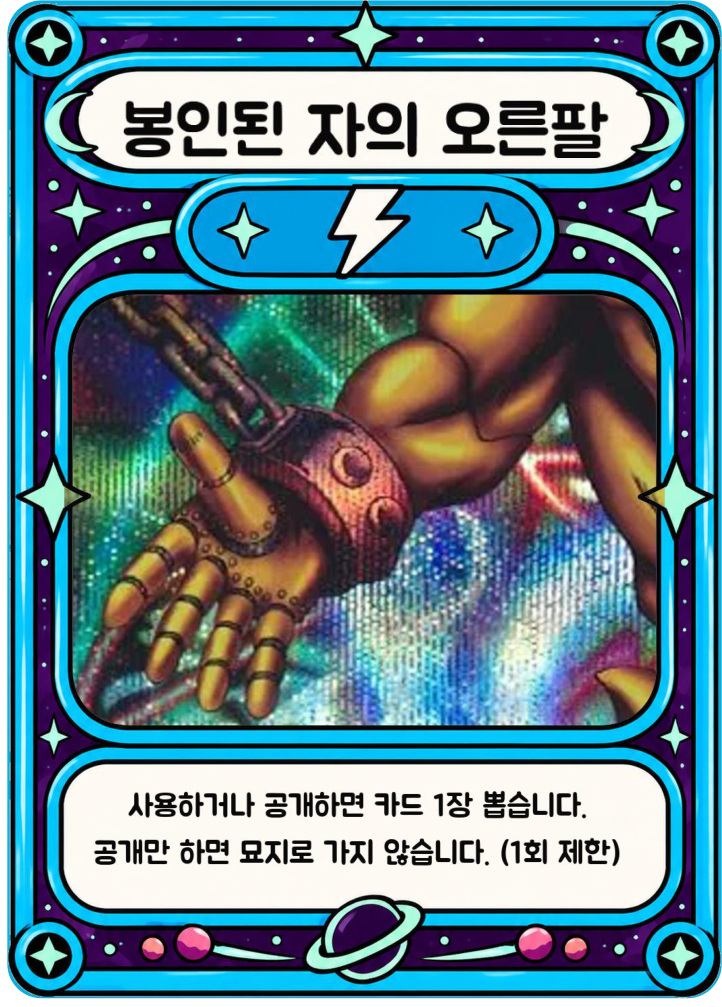 봉인된 자의 오른팔
사용하거나 공개하면 카드 1장 뽑습니다.
공개만 하면 묘지로 가지 않습니다. (1회 제한)